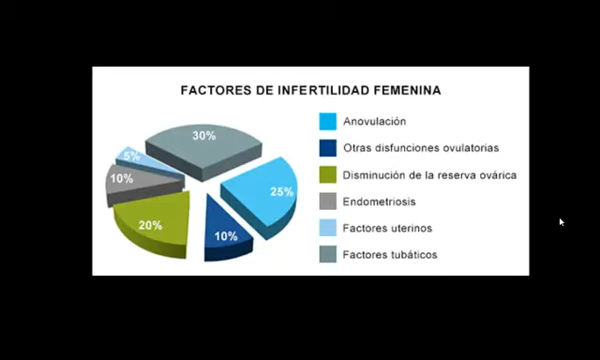 FACTORES DE INFERTILIDAD FEMENINA
30%
5%
10%
20%
10%
25%
Anovulación
Otras disfunciones ovulatorias
Disminución de la reserva ovárica
Endometriosis
Factores uterinos
Factores tubáticos